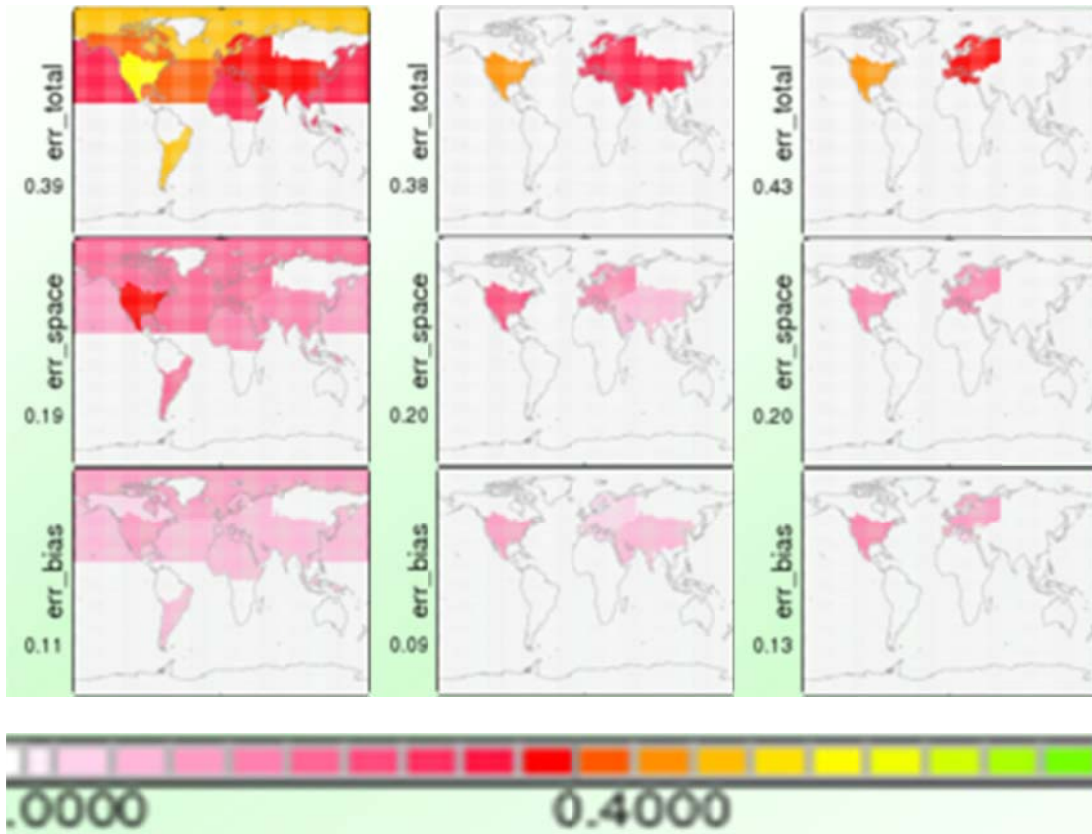 err_total
0.39
err_total
0.38
err_total
0.43
err_space
0.19
err_space
0.20
err_space
0.20
err_bias
0.11
err_bias
0.09
err_bias
0.13
.0000
0.4000